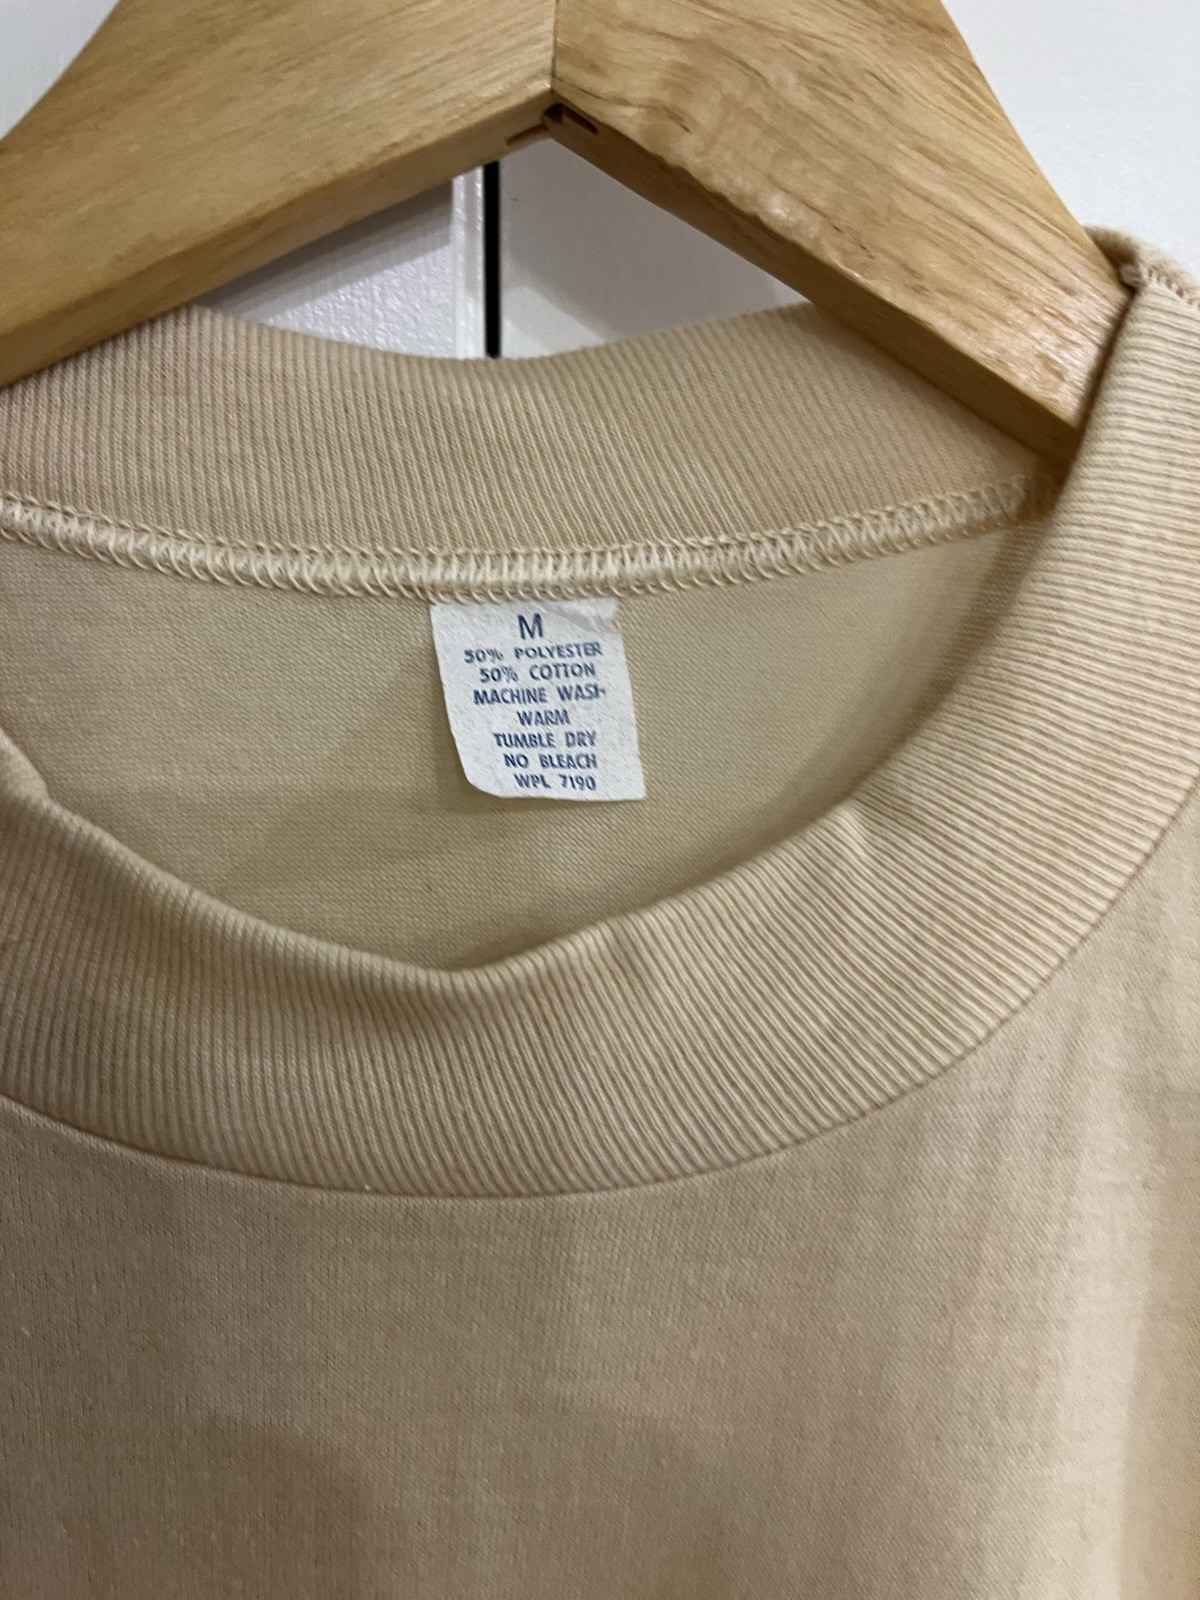 M
50% POLYESTER
50% COTTON
MACHINE WASH
WARM
TUMBLE DRY
NO BLEACH
WPL 7190